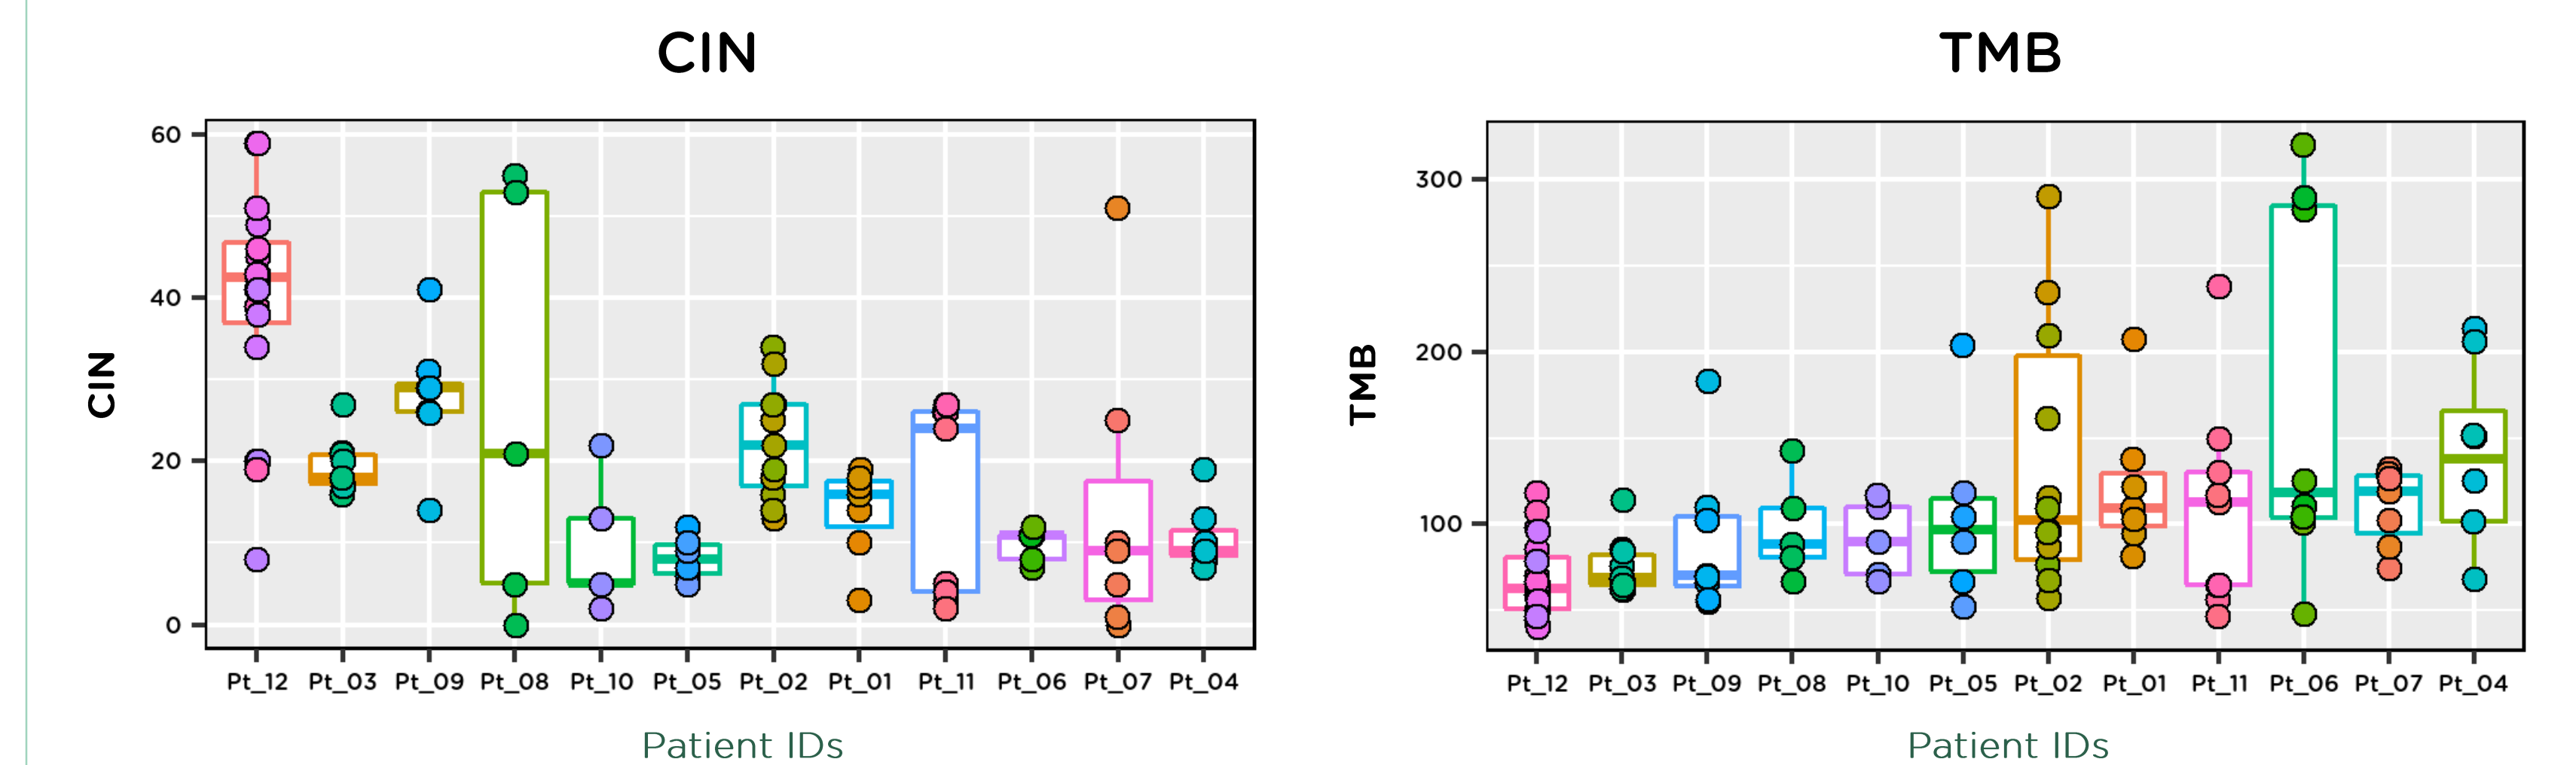 CIN
60
40
20
0
CIN
Pt_12 Pt_03 Pt_09 Pt_08 Pt_10 Pt_05 Pt_02 Pt_01 Pt_11 Pt_06 Pt_07 Pt_04
Patient IDs
TMB
300
200
100
TMB
Pt_12 Pt_03 Pt_09 Pt_08 Pt_10 Pt_05 Pt_02 Pt_01 Pt_11 Pt_06 Pt_07 Pt_04
Patient IDs